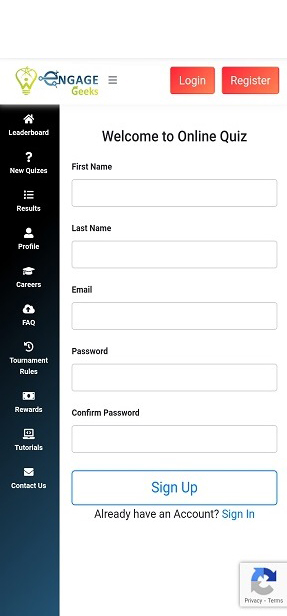 ENGAGE
Geeks
Login
Register
Leaderboard
New Quizes
Results
Profile
Careers
FAQ
Tournament
Rules
Rewards
Tutorials
Contact Us
Welcome to Online Quiz
First Name
Last Name
Email
Password
Confirm Password
Sign Up
Already have an Account? Sign In
Privacy - Terms